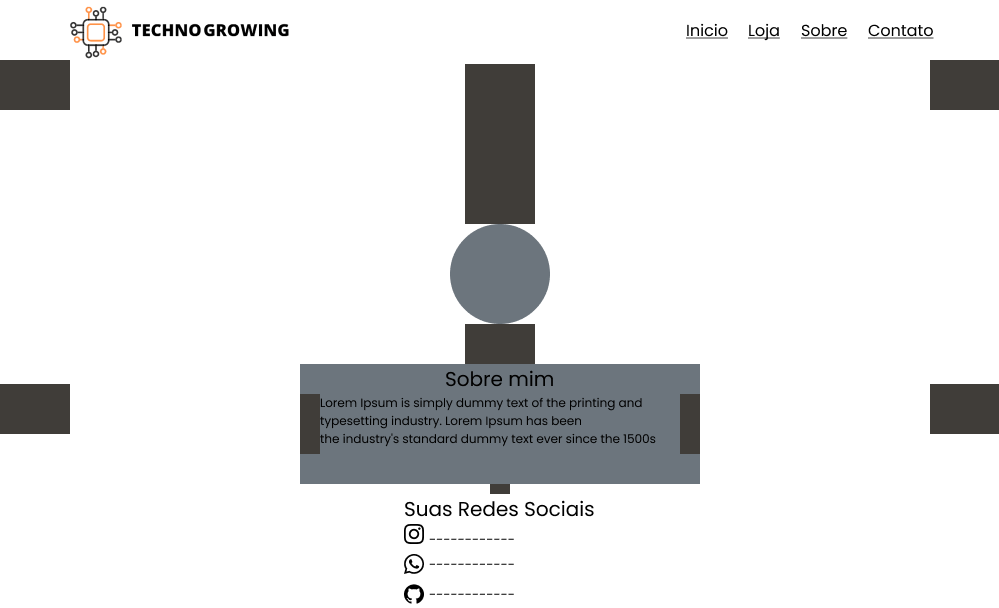 TECHNO GROWING
Inicio Loja Sobre Contato
Sobre mim
Lorem Ipsum is simply dummy text of the printing and
typesetting industry. Lorem Ipsum has been
the industry's standard dummy text ever since the 1500s
Suas Redes Sociais
------------
------------
------------